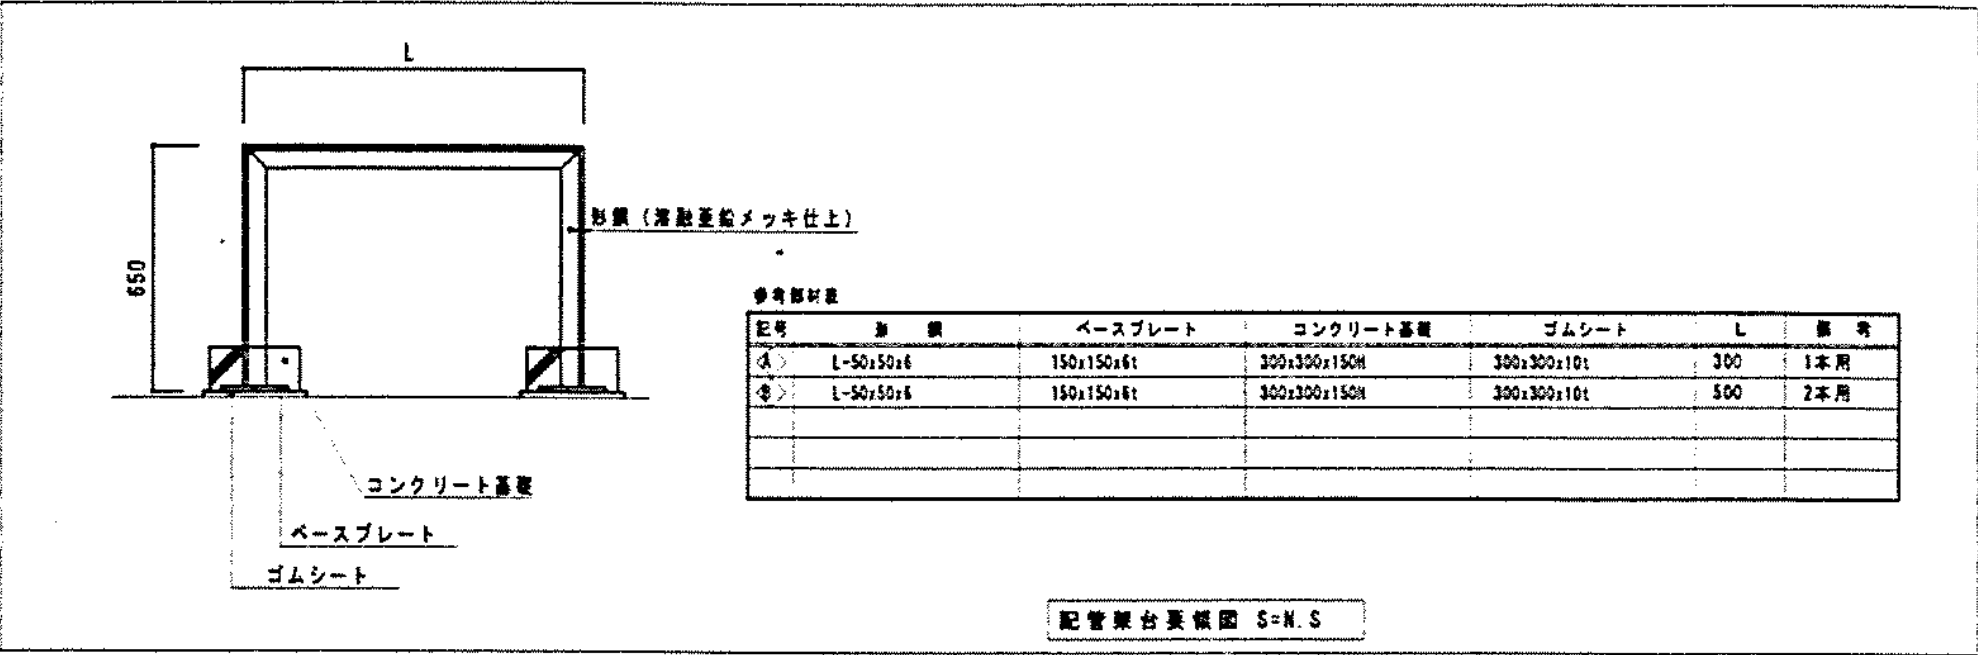 L
650
形鋼（溶融亜鉛メッキ仕上）
コンクリート基礎
ベースプレート
ゴムシート
参考部材表
記号 形 鋼 ベースプレート コンクリート基礎 ゴムシート L 備 考
A L-50x50x6 150x150x6t 300x300x150H 300x300x10t 300 1本用
B L-50x50x6 150x150x6t 300x300x150H 300x300x10t 500 2本用
配管架台要領図 S=N.S